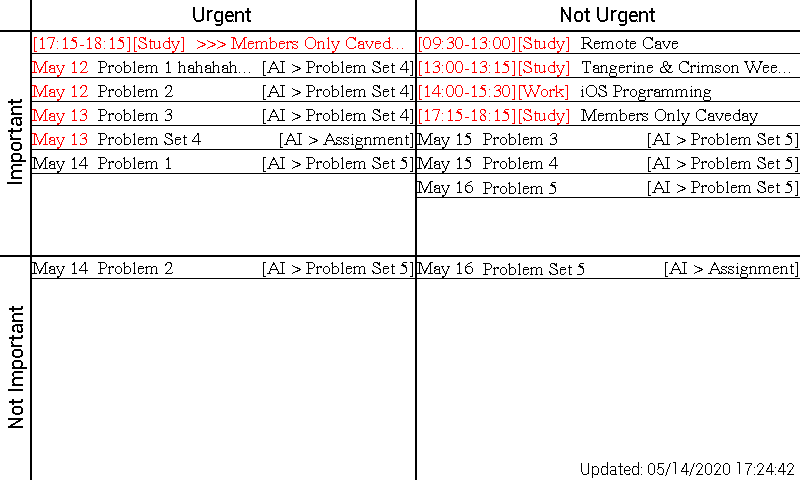 Urgent
Not Urgent
Important
[17:15-18:15][Study] >>> Members Only Caved...
May 12 Problem 1 hahahah... [AI > Problem Set 4]
May 12 Problem 2 [AI > Problem Set 4]
May 13 Problem 3 [AI > Problem Set 4]
May 13 Problem Set 4 [AI > Assignment]
May 14 Problem 1 [AI > Problem Set 5]
[09:30-13:00][Study] Remote Cave
[13:00-13:15][Study] Tangerine & Crimson Wee...
[14:00-15:30][Work] iOS Programming
[17:15-18:15][Study] Members Only Caveday
May 15 Problem 3 [AI > Problem Set 5]
May 15 Problem 4 [AI > Problem Set 5]
May 16 Problem 5 [AI > Problem Set 5]
Not Important
May 14 Problem 2 [AI > Problem Set 5]
May 16 Problem Set 5 [AI > Assignment]
Updated: 05/14/2020 17:24:42